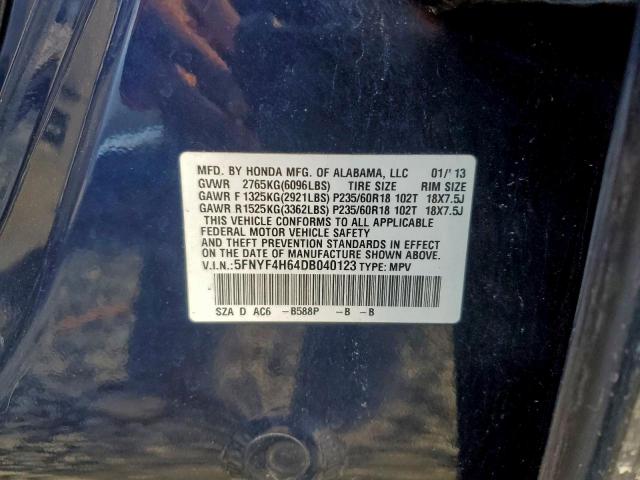 MFD. BY HONDA MFG. OF ALABAMA, LLC 01/'13
GVWR 2765KG(6096LBS) TIRE SIZE RIM SIZE
GAWR F 1325KG(2921LBS) P235/60R18 102T 18X7.5J
GAWR R 1525KG(3362LBS) P235/60R18 102T 18X7.5J
THIS VEHICLE CONFORMS TO ALL APPLICABLE
FEDERAL MOTOR VEHICLE SAFETY
AND THEFT PREVENTION STANDARDS IN EFFECT
ON THE DATE OF MANUFACTURE SHOWN ABOVE.
V.I.N.:5FNYF4H64DB040123 TYPE: MPV
SZA D AC6 -B588P -B -B